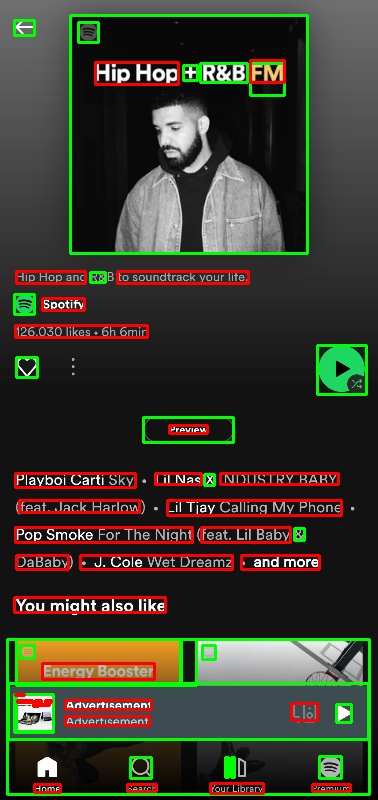 Hip Hop + R&B FM
Hip Hop and R&B to soundtrack your life.
Spotify
126.030 likes • 6h 6min
Preview
Playboi Carti Sky • Lil Nas X INDUSTRY BABY
(feat. Jack Harlow) • Lil Tjay Calling My Phone •
Pop Smoke For The Night (feat. Lil Baby &
DaBaby) • J. Cole Wet Dreamz • and more
You might also like
Energy Booster
Advertisement
Advertisement
Home Search Your Library Premium